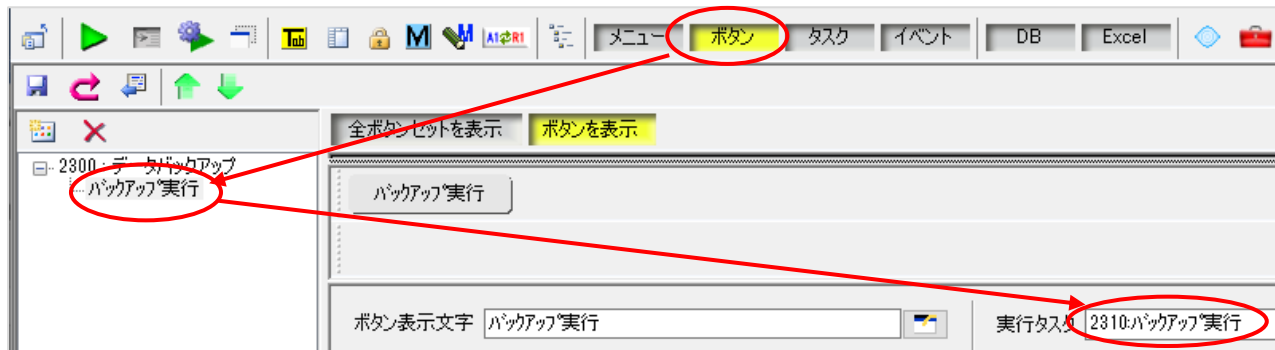 Tab M M A1⇄R1 メニュー ボタン タスク イベント DB Excel
全ボタンセットを表示 ボタンを表示
2300：データバックアップ
バックアップ実行
バックアップ実行
ボタン表示文字 バックアップ実行 実行タスク 2310:バックアップ実行